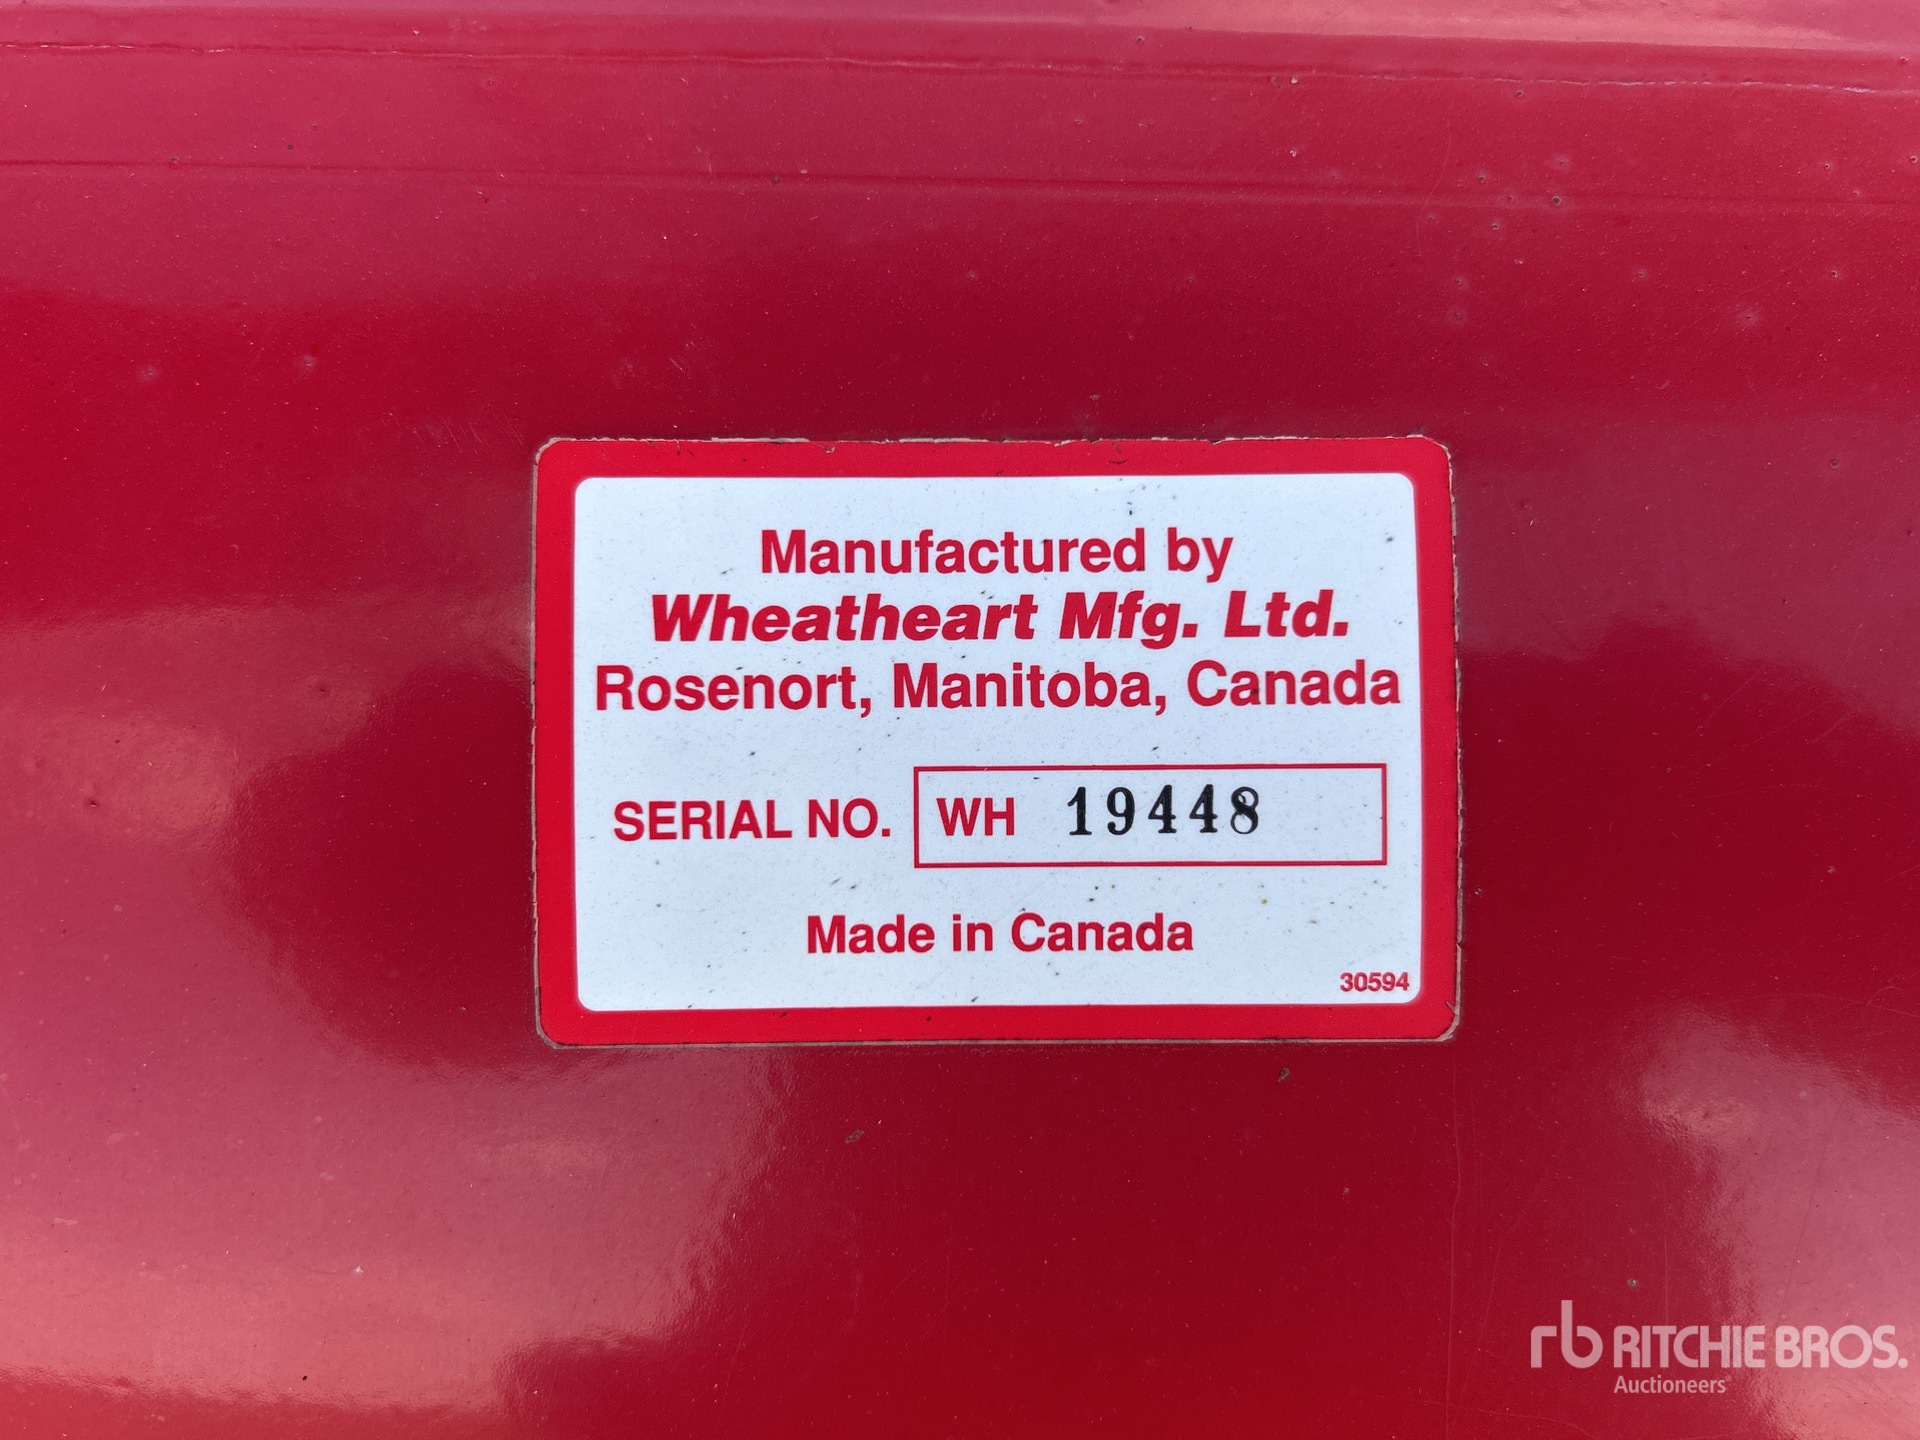 Manufactured by
Wheatheart Mfg. Ltd.
Rosenort, Manitoba, Canada
SERIAL NO. WH 19448
Made in Canada
30594
rb RITCHIE BROS.
Auctioneers